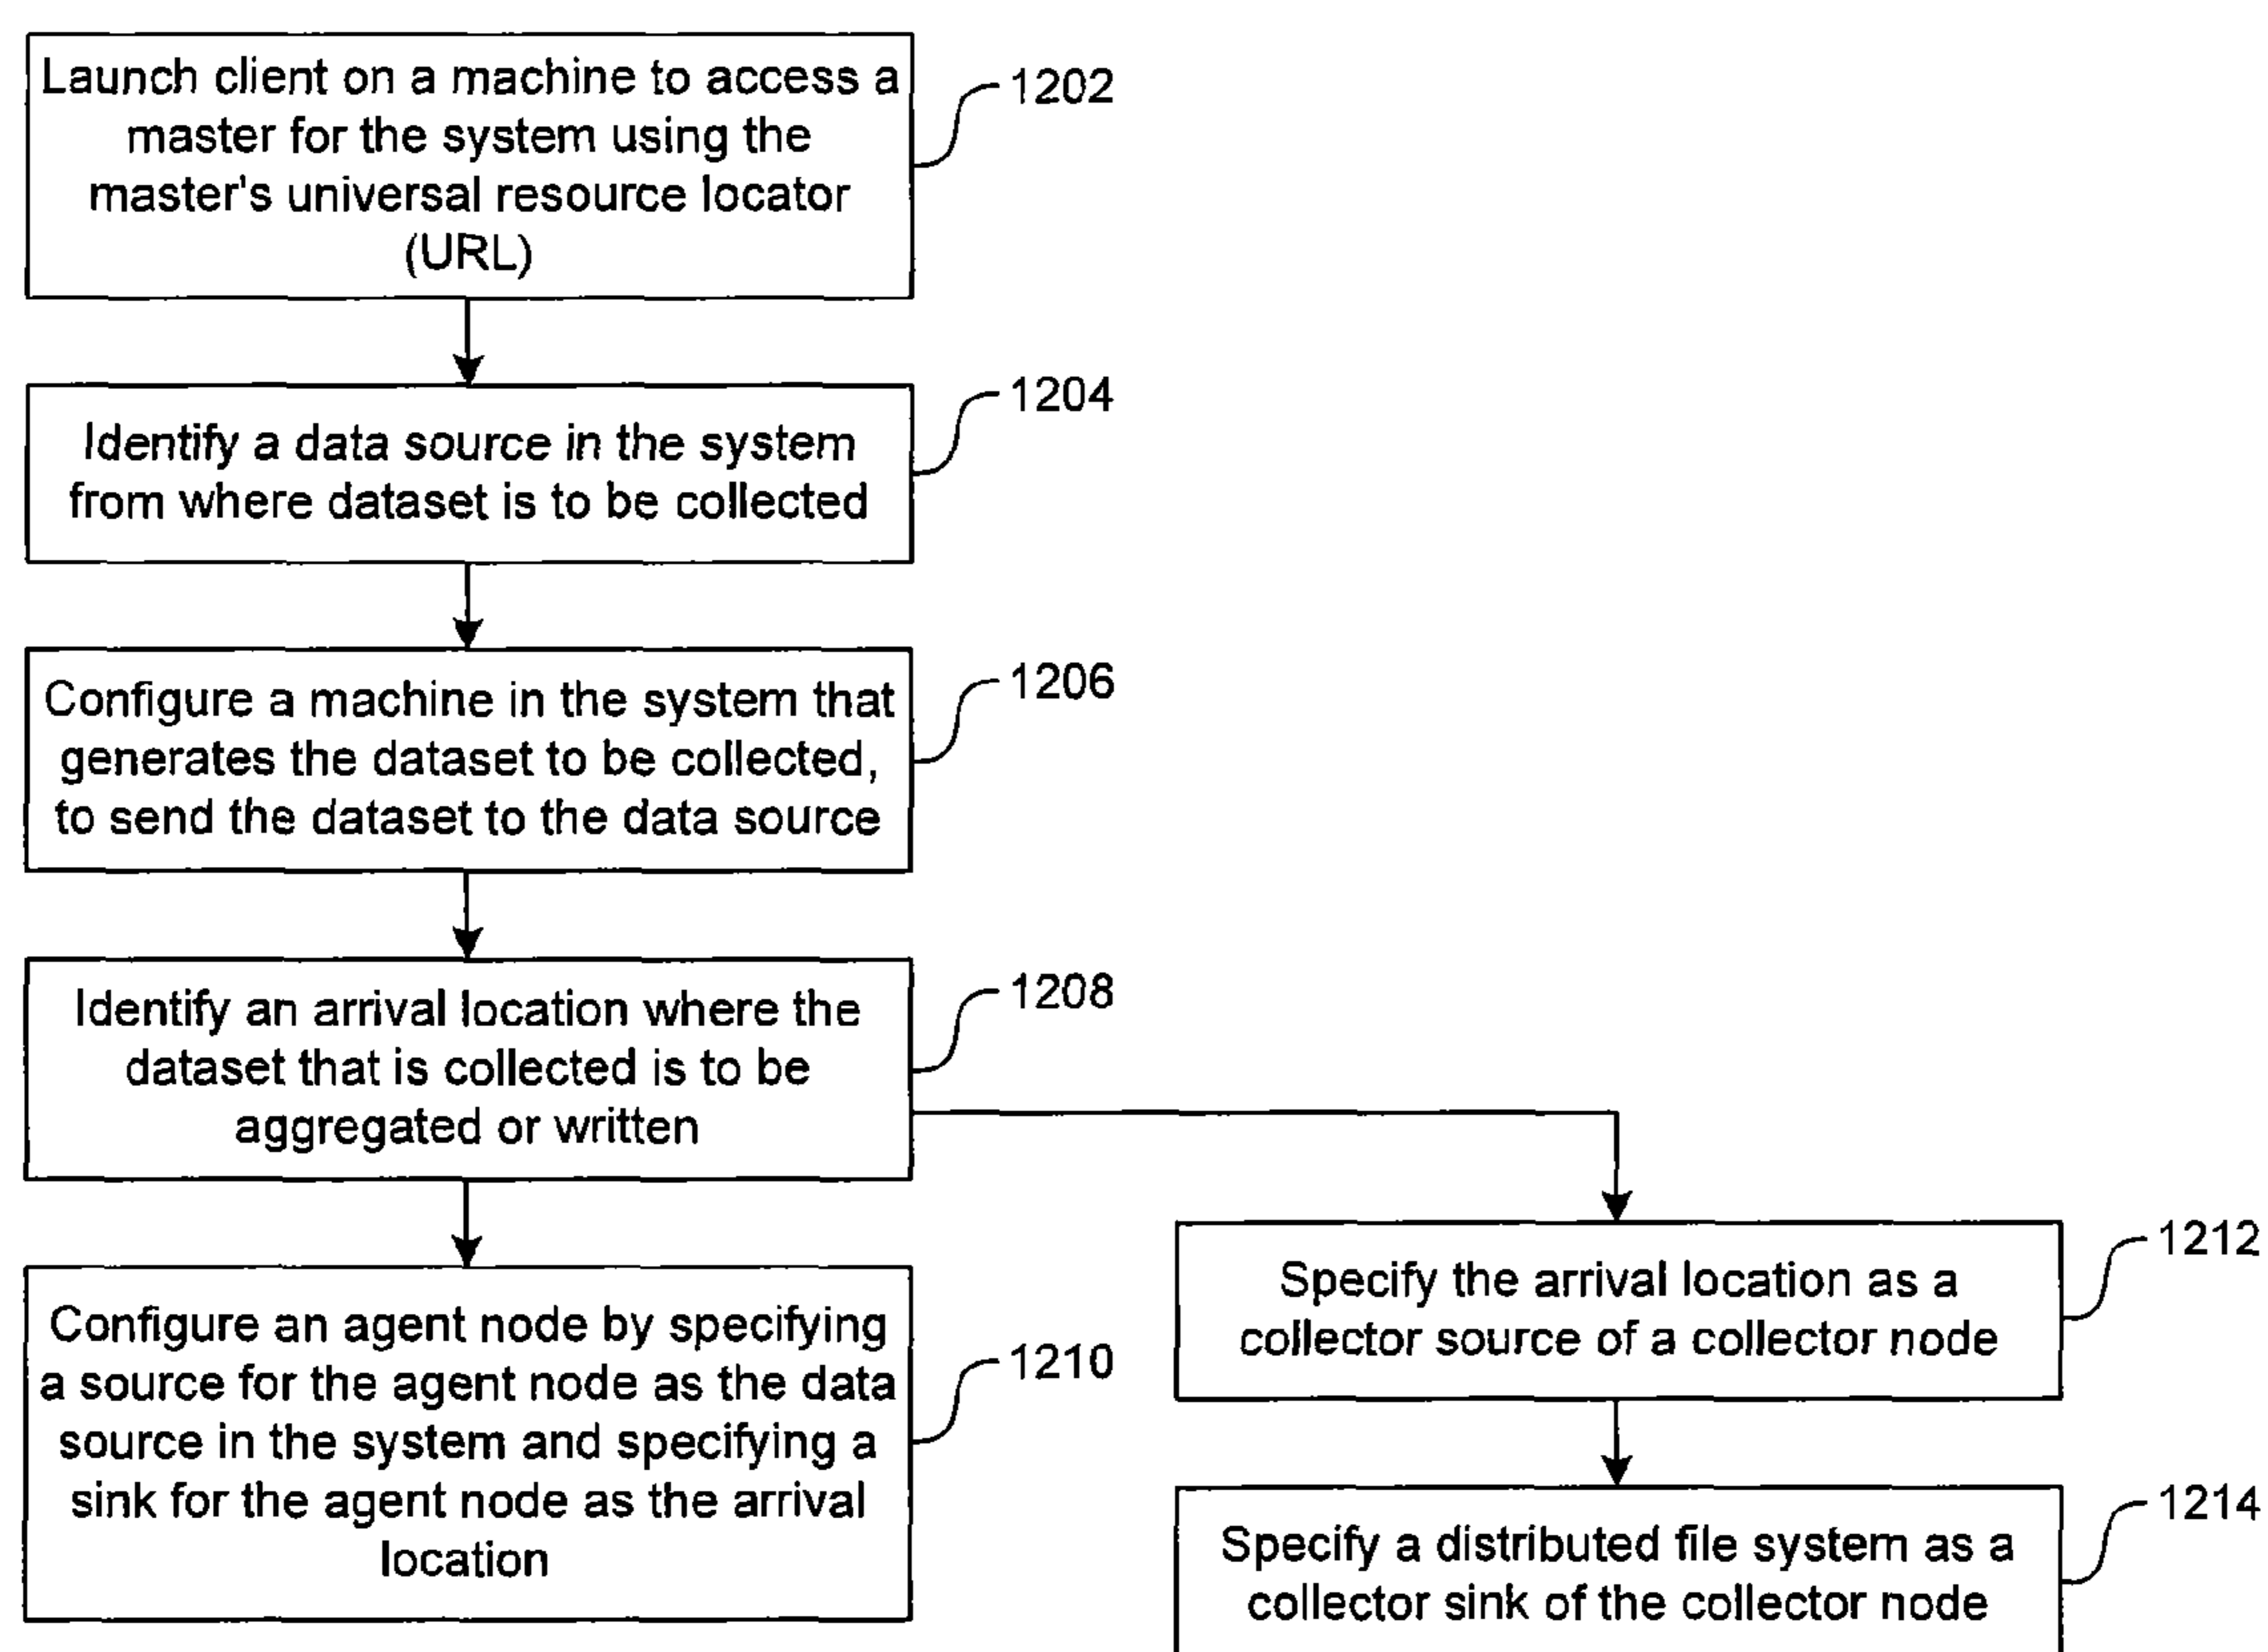 Launch client on a machine to access a
master for the system using the
master's universal resource locator
(URL)
1202
Identify a data source in the system
from where dataset is to be collected
1204
Configure a machine in the system that
generates the dataset to be collected,
to send the dataset to the data source
1206
Identify an arrival location where the
dataset that is collected is to be
aggregated or written
1208
Configure an agent node by specifying
a source for the agent node as the data
source in the system and specifying a
sink for the agent node as the arrival
location
1210
Specify the arrival location as a
collector source of a collector node
1212
Specify a distributed file system as a
collector sink of the collector node
1214